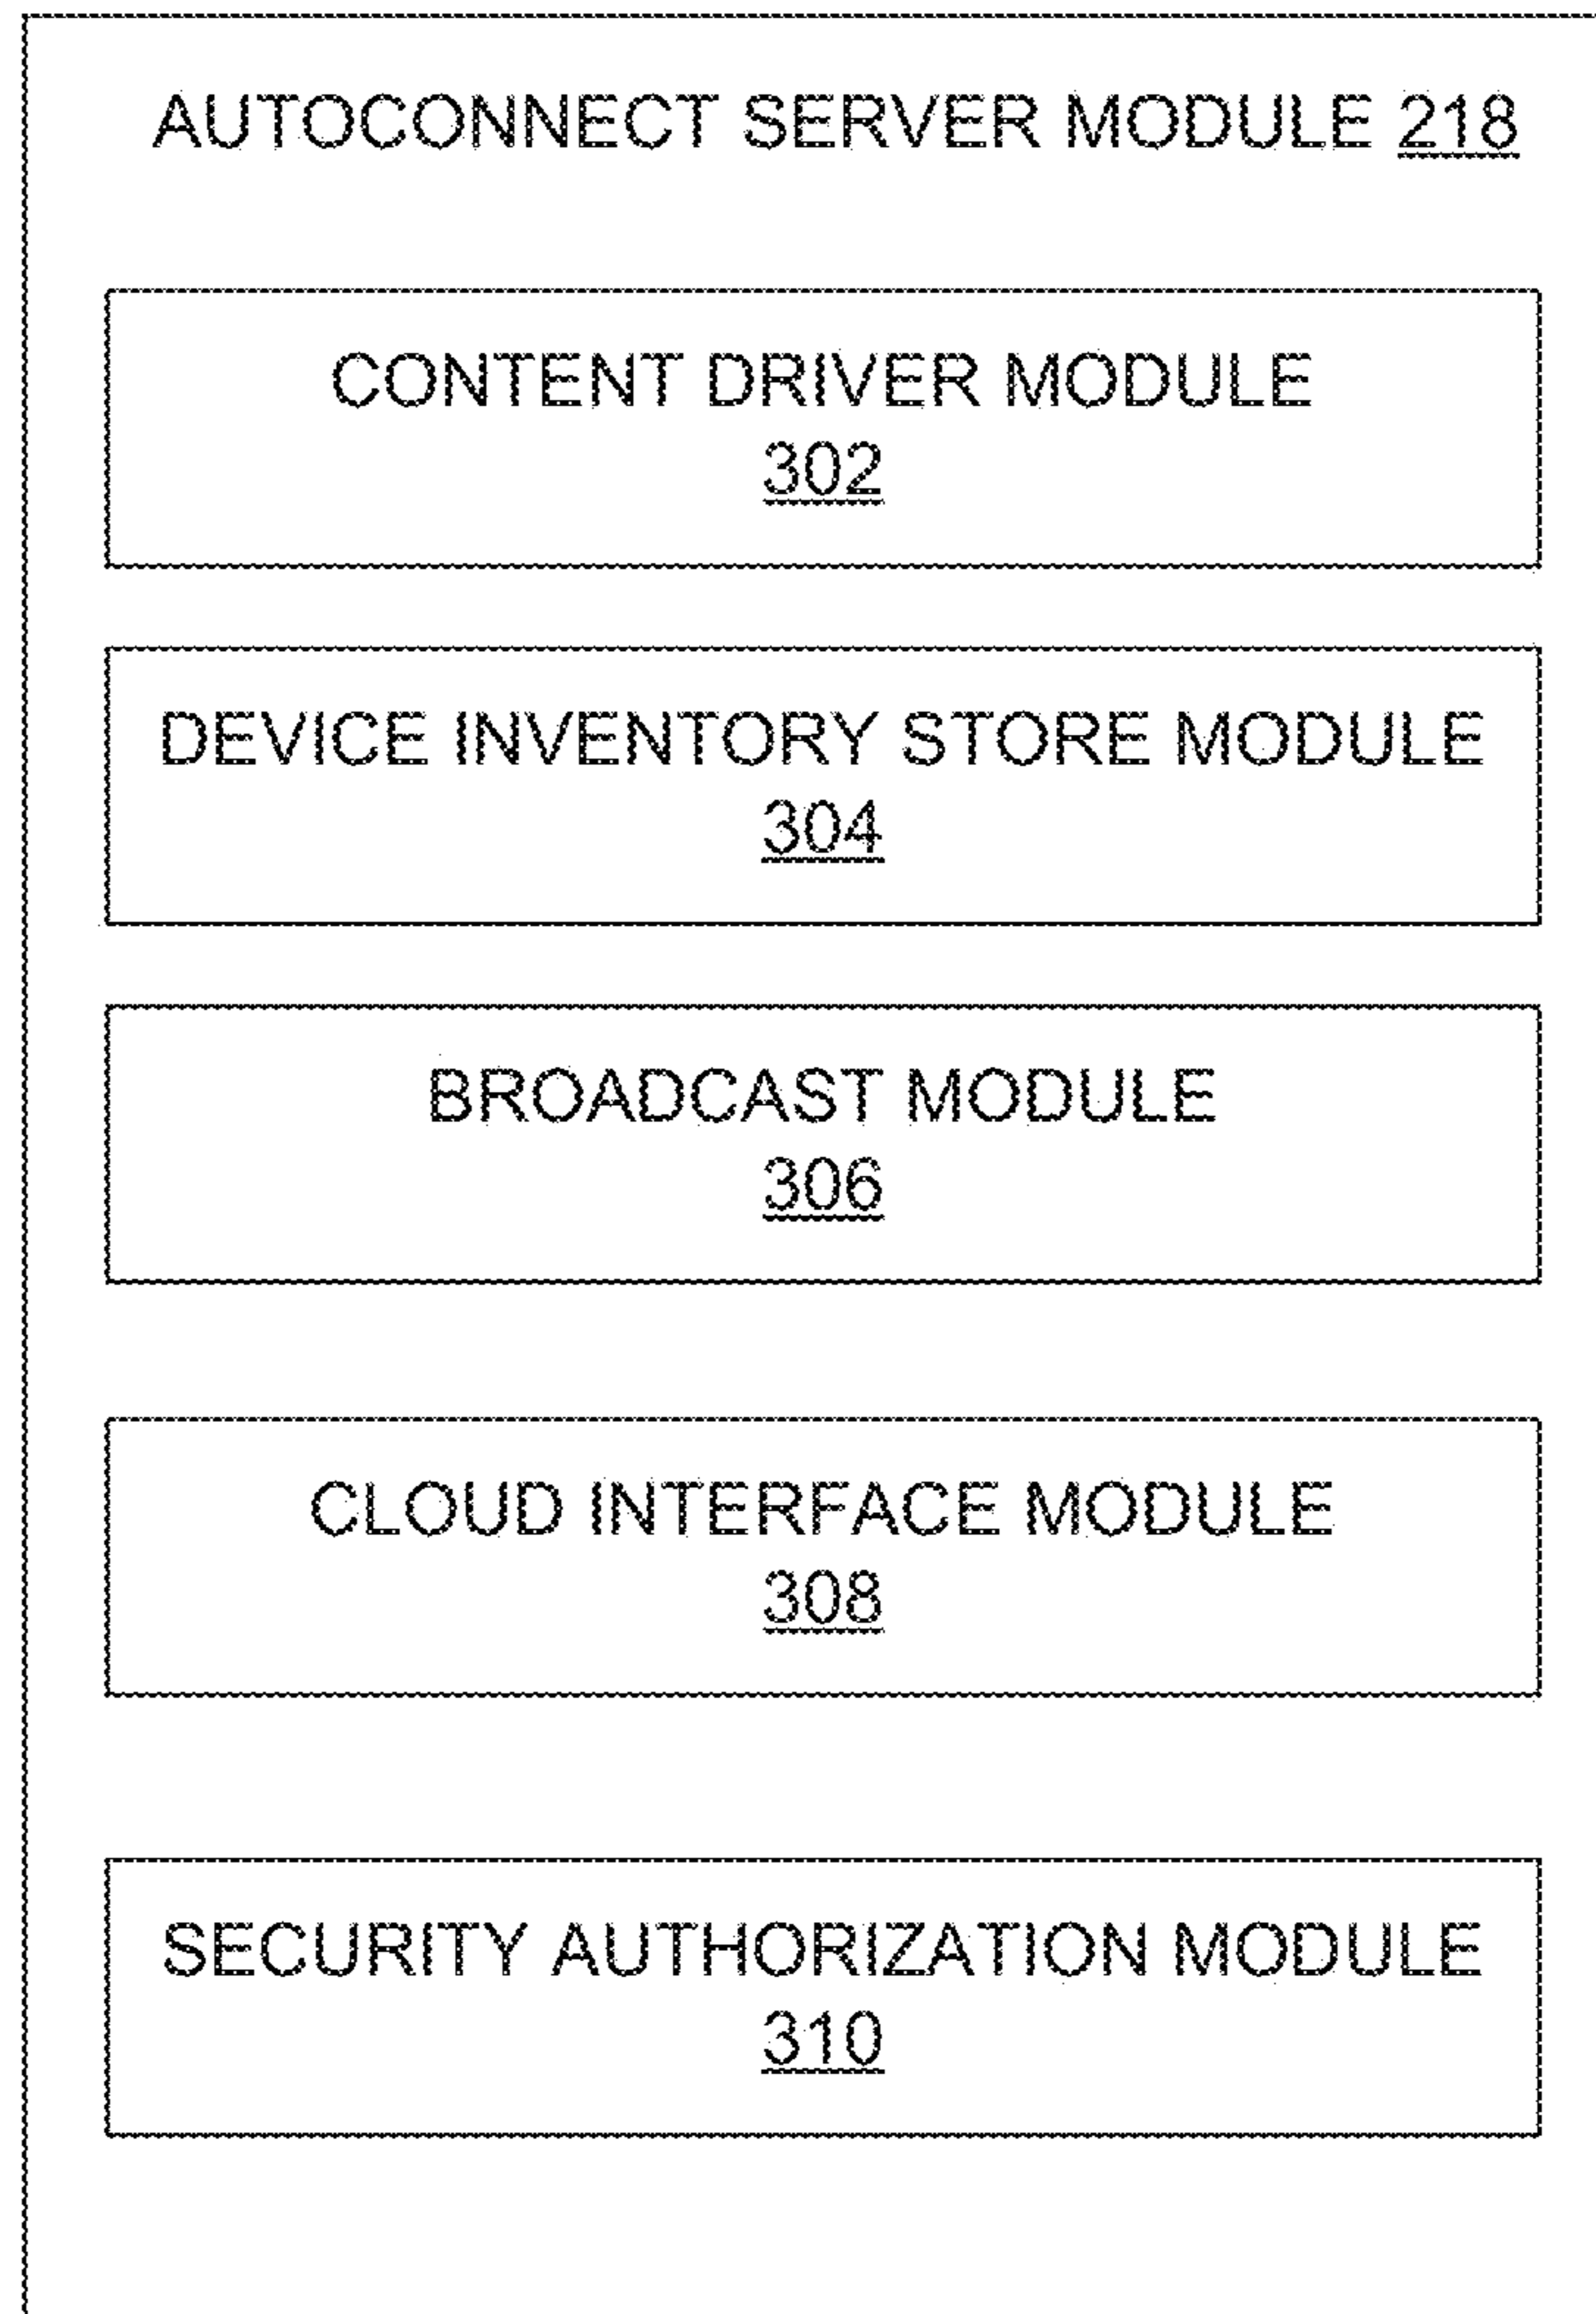 AUTOCONNECT SERVER MODULE 218
CONTENT DRIVER MODULE
302
DEVICE INVENTORY STORE MODULE
304
BROADCAST MODULE
306
CLOUD INTERFACE MODULE
308
SECURITY AUTHORIZATION MODULE
310